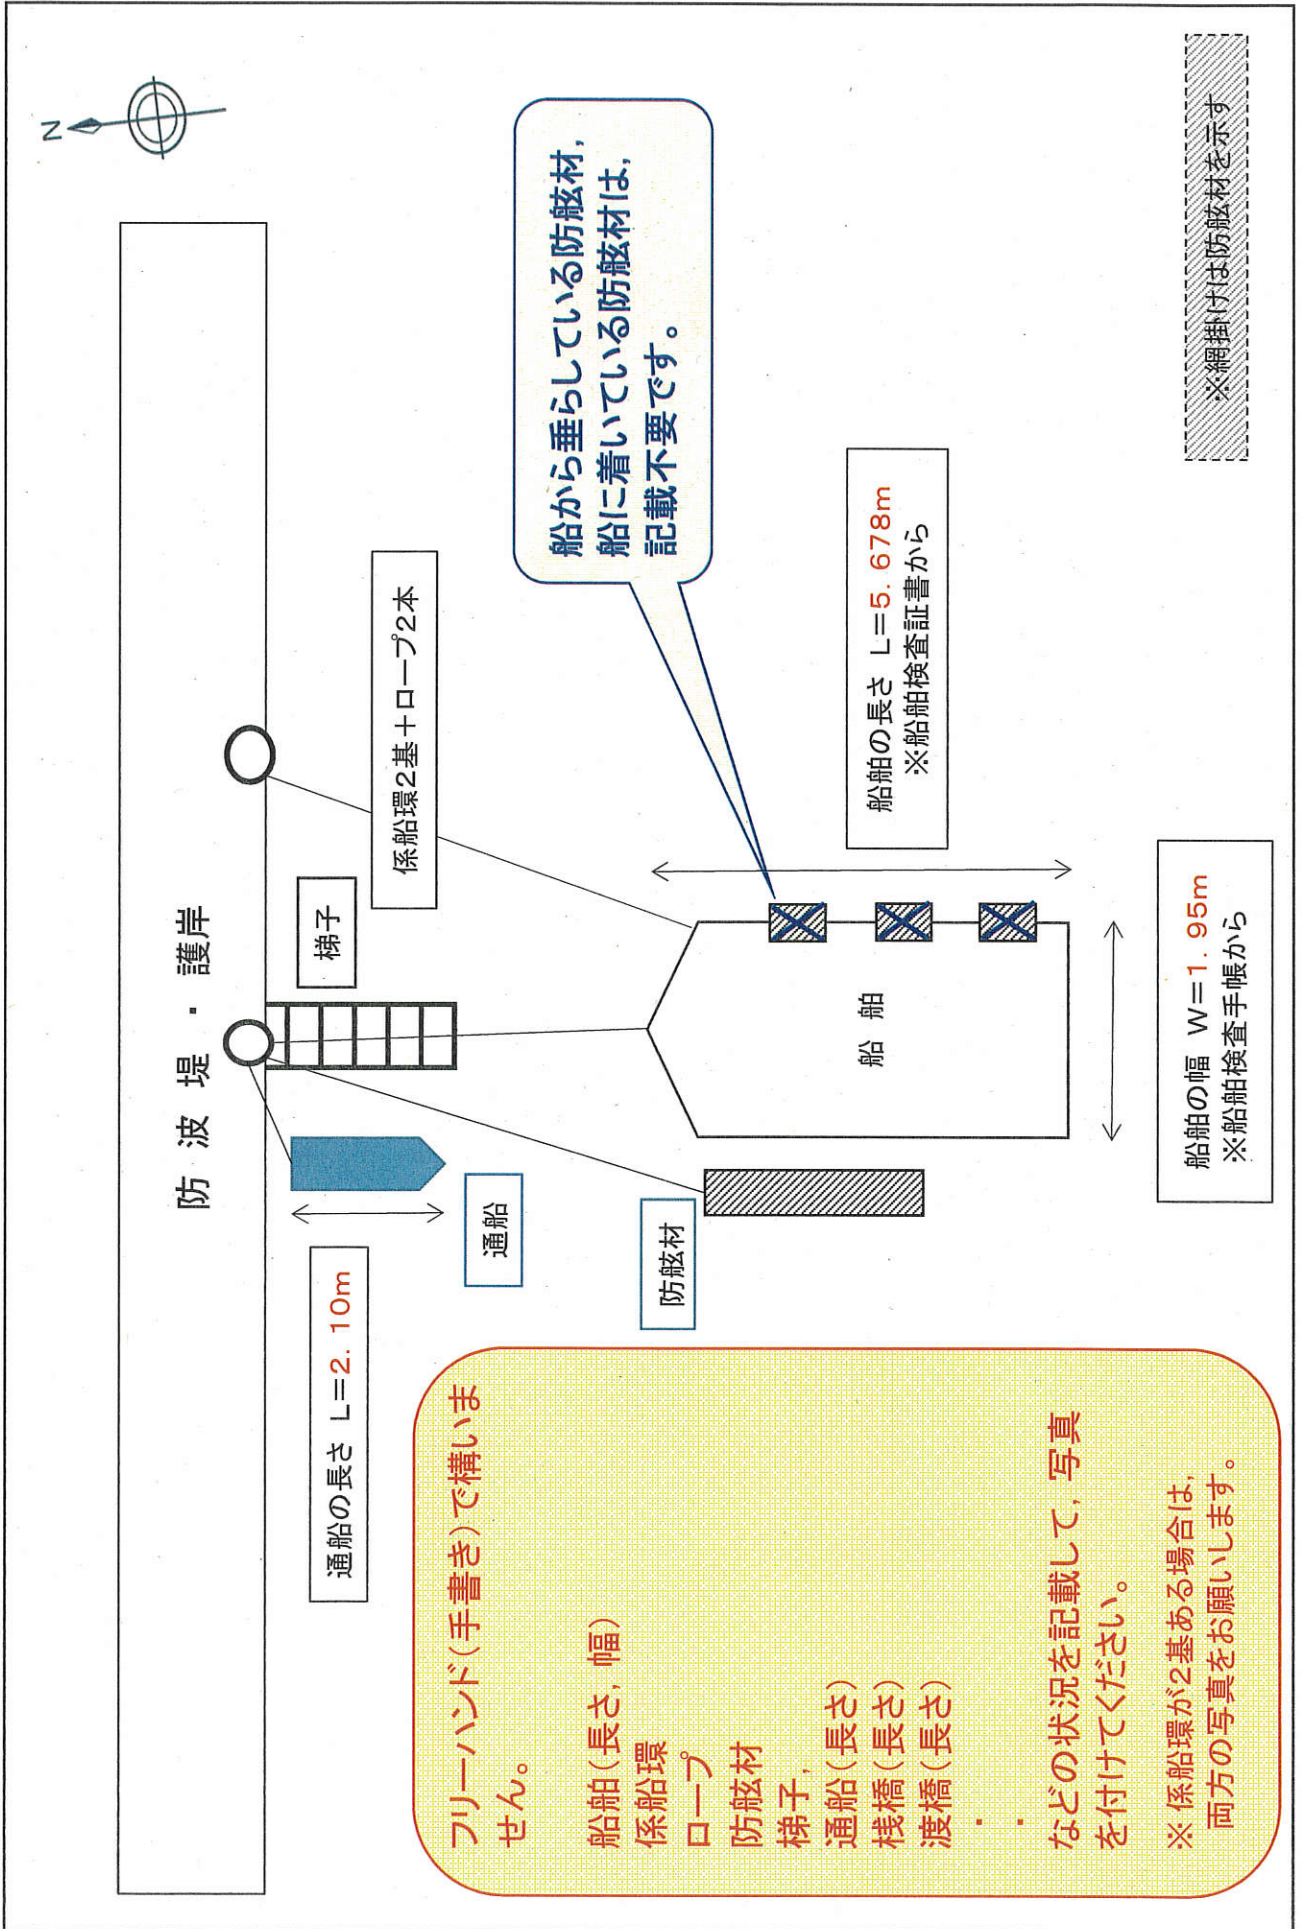 N
防 波 堤 ・ 護岸
係船環2基＋ロープ2本
梯子
通船の長さ L＝2．10m
通船
防舷材
船 舶
船から垂らしている防舷材，
船に着いている防舷材は，
記載不要です。
船舶の長さ L＝5．678m
※船舶検査証書から
船舶の幅 W＝1．95m
※船舶検査手帳から
※網掛けは防舷材を示す
フリーハンド（手書き）で構いま
せん。
船舶（長さ，幅）
係船環
ロープ
防舷材
梯子，
通船（長さ）
桟橋（長さ）
渡橋（長さ）
・
・
などの状況を記載して，写真
を付けてください。
※係船環が2基ある場合は，
両方の写真をお願いします。